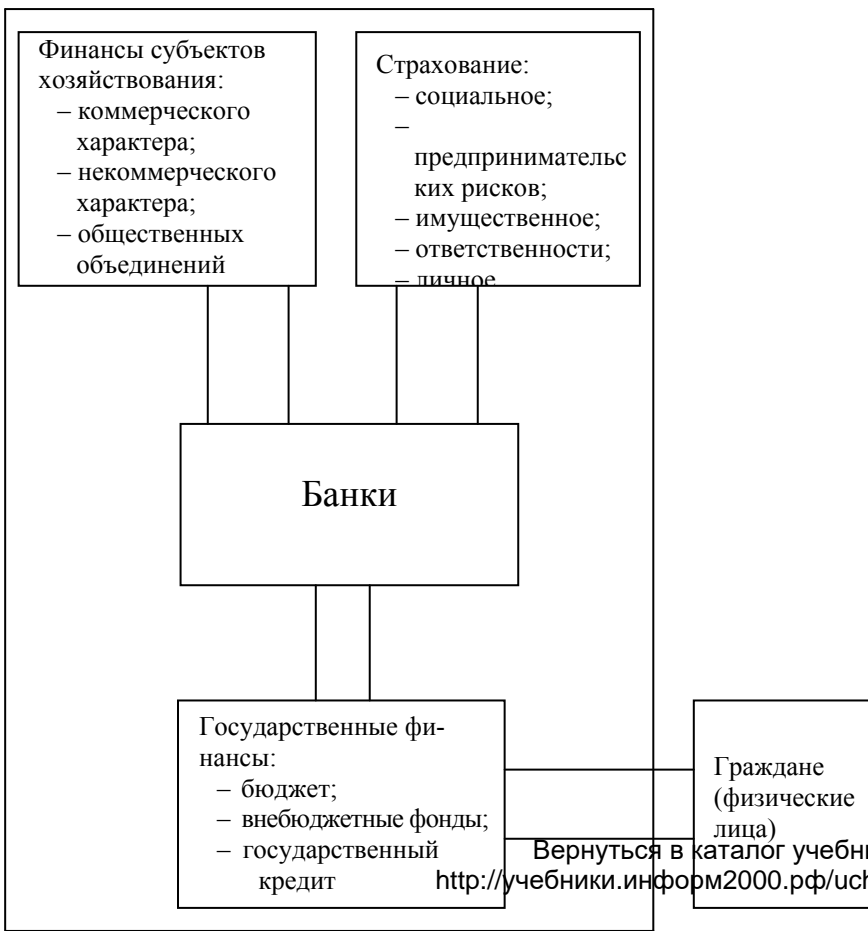 Финансы субъектов
хозяйствования:
– коммерческого
характера;
– некоммерческого
характера;
– общественных
объединений
Страхование:
– социальное;
–
предпринимательс
ких рисков;
– имущественное;
– ответственности;
– личное
Банки
Государственные фи-
нансы:
– бюджет;
– внебюджетные фонды;
– государственный
кредит
Граждане
(физические
лица)
Вернуться в каталог учебни
http://учебники.информ2000.рф/uch